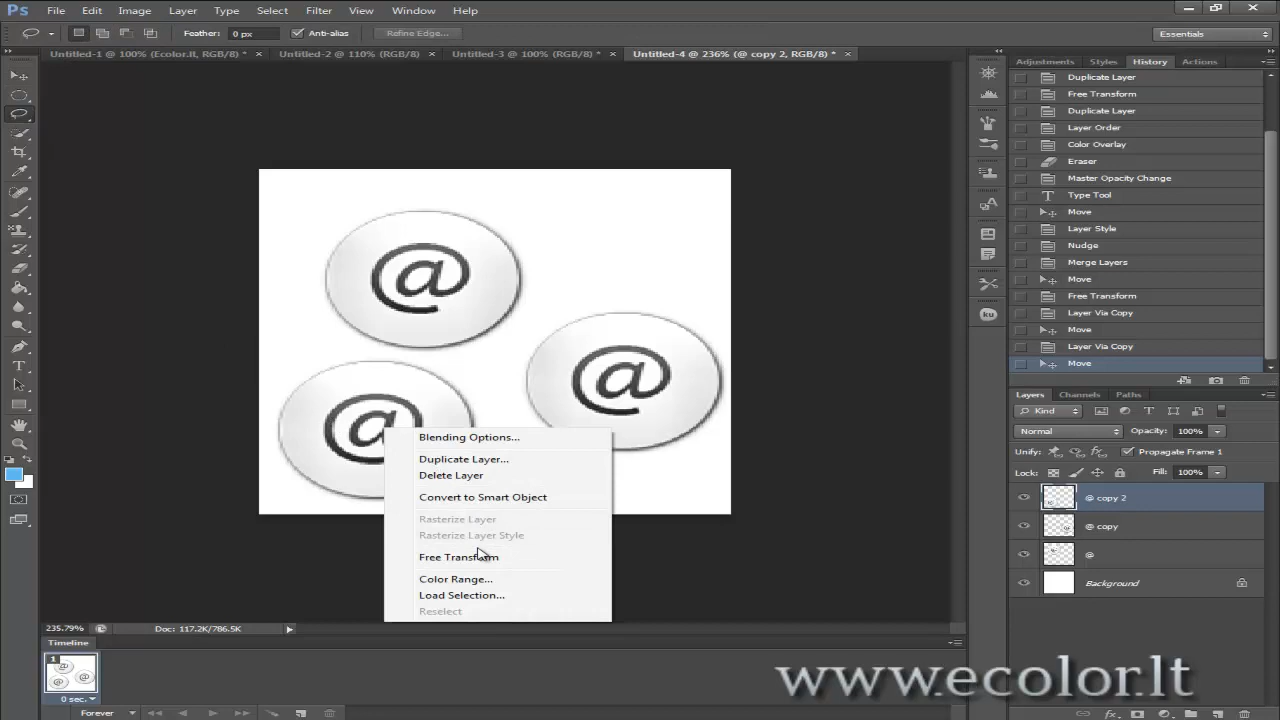 Ps File Edit Image Layer Type Select Filter View Window Help
Feather: 0 px Anti-alias Refine Edge... Essentials
Untitled-1 @ 100% (Ecolor.lt, RGB/8) * × Untitled-2 @ 110% (RGB/8) × Untitled-3 @ 100% (RGB/8) * × Untitled-4 @ 236% (@ copy 2, RGB/8) * ×
Adjustments Styles History Actions
Duplicate Layer
Free Transform
Duplicate Layer
Layer Order
Color Overlay
Eraser
Master Opacity Change
Type Tool
Move
Layer Style
Nudge
Merge Layers
Move
Free Transform
Layer Via Copy
Move
Layer Via Copy
Move
@
@
@
Blending Options...
Duplicate Layer...
Delete Layer
Convert to Smart Object
Rasterize Layer
Rasterize Layer Style
Free Transform
Color Range...
Load Selection...
Reselect
ku
Layers Channels Paths
Kind
Normal Opacity: 100%
Unify: Propagate Frame 1
Lock: Fill: 100%
@ copy 2
@ copy
@
Background
235.79% Doc: 117.2K/786.5K
Timeline
1
0 sec.
Forever
www.ecolor.lt